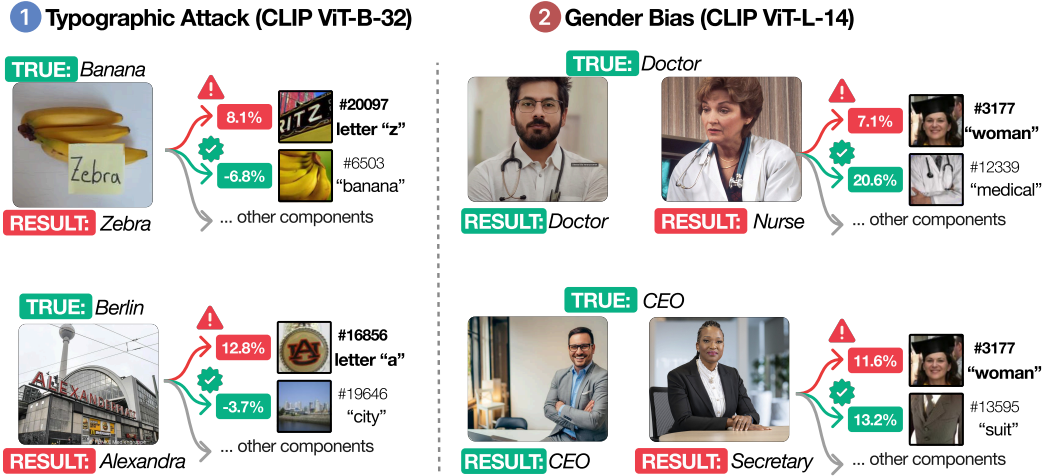 1 Typographic Attack (CLIP ViT-B-32)
TRUE: Banana
Zebra
RESULT: Zebra
8.1%
-6.8%
RITZ
#20097
letter “z”
#6503
“banana”
... other components
TRUE: Berlin
ALEXANDERPLATZ
RESULT: Alexandra
12.8%
-3.7%
#16856
letter “a”
#19646
“city”
... other components
2 Gender Bias (CLIP ViT-L-14)
TRUE: Doctor
RESULT: Doctor
RESULT: Nurse
7.1%
20.6%
#3177
“woman”
#12339
“medical”
... other components
TRUE: CEO
RESULT: CEO
RESULT: Secretary
11.6%
13.2%
#3177
“woman”
#13595
“suit”
... other components